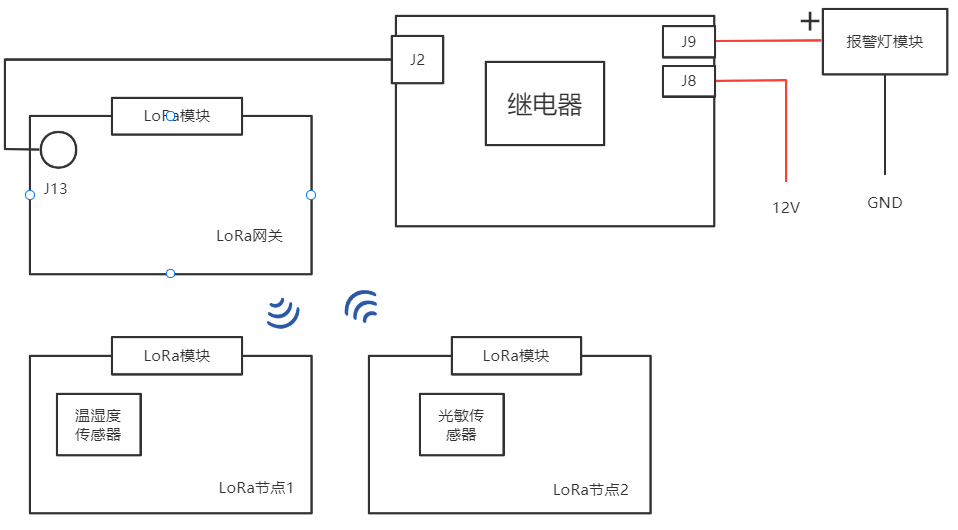 J9
+
报警灯模块
J2
J8
继电器
LoRa模块
J13
12V
GND
LoRa网关
LoRa模块
LoRa模块
温湿度
传感器
光敏传
感器
LoRa节点1
LoRa节点2